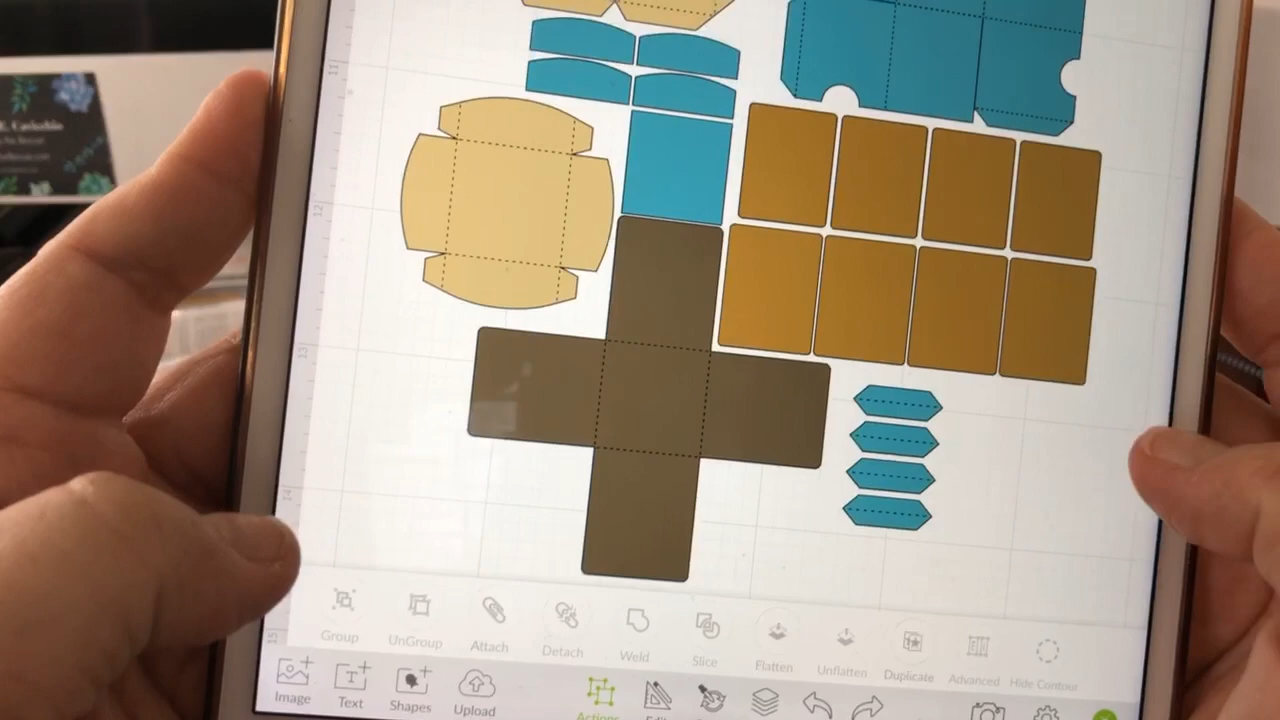 11
12
13
14
15
Group
UnGroup
Attach
Detach
Weld
Slice
Flatten
Unflatten
Duplicate
Advanced
Hide Contour
Image
Text
Shapes
Upload
Actions